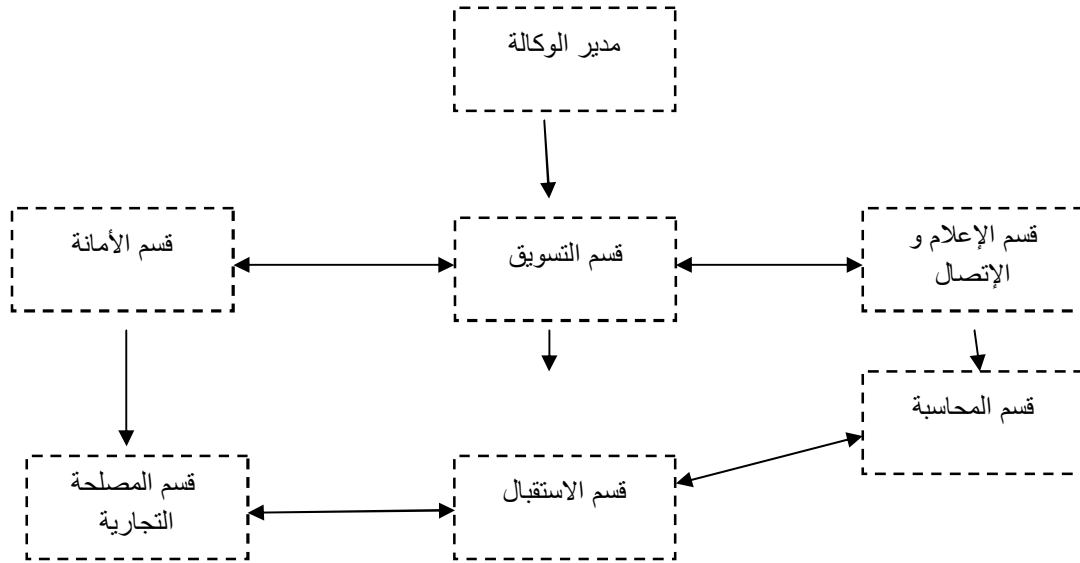 مدير الوكالة
قسم الإعلام و
الإتصال
قسم التسويق
قسم الأمانة
قسم المحاسبة
قسم الاستقبال
قسم المصلحة
التجارية